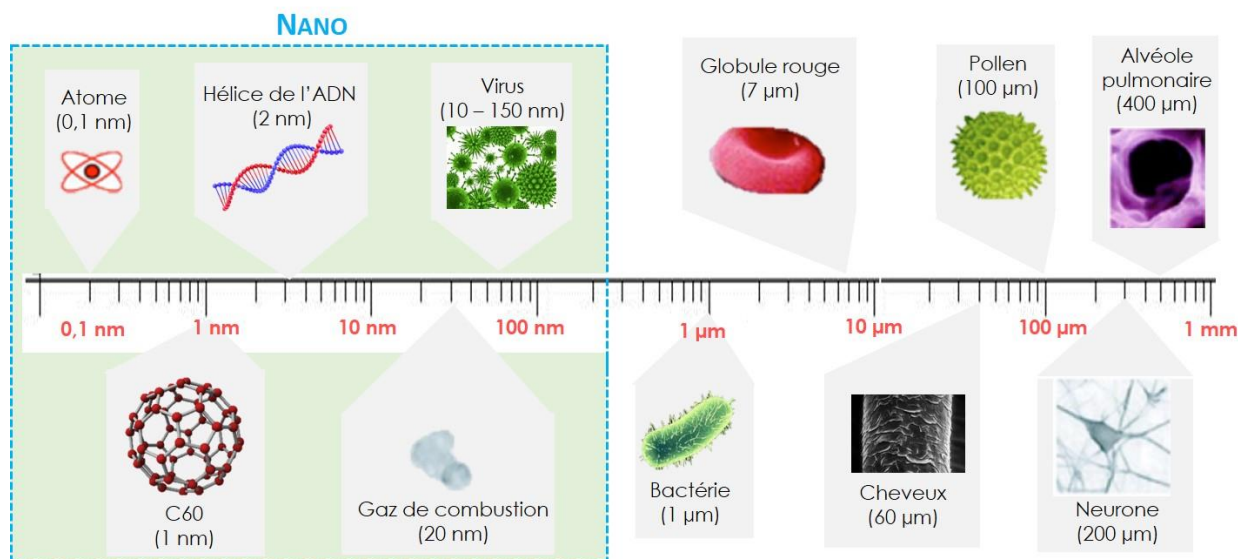 NANO
Atome
(0,1 nm)
Hélice de l'ADN
(2 nm)
Virus
(10 – 150 nm)
Globule rouge
(7 µm)
Pollen
(100 µm)
Alvéole
pulmonaire
(400 µm)
0,1 nm
1 nm
10 nm
100 nm
1 µm
10 µm
100 µm
1 mm
C60
(1 nm)
Gaz de combustion
(20 nm)
Bactérie
(1 µm)
Cheveux
(60 µm)
Neurone
(200 µm)